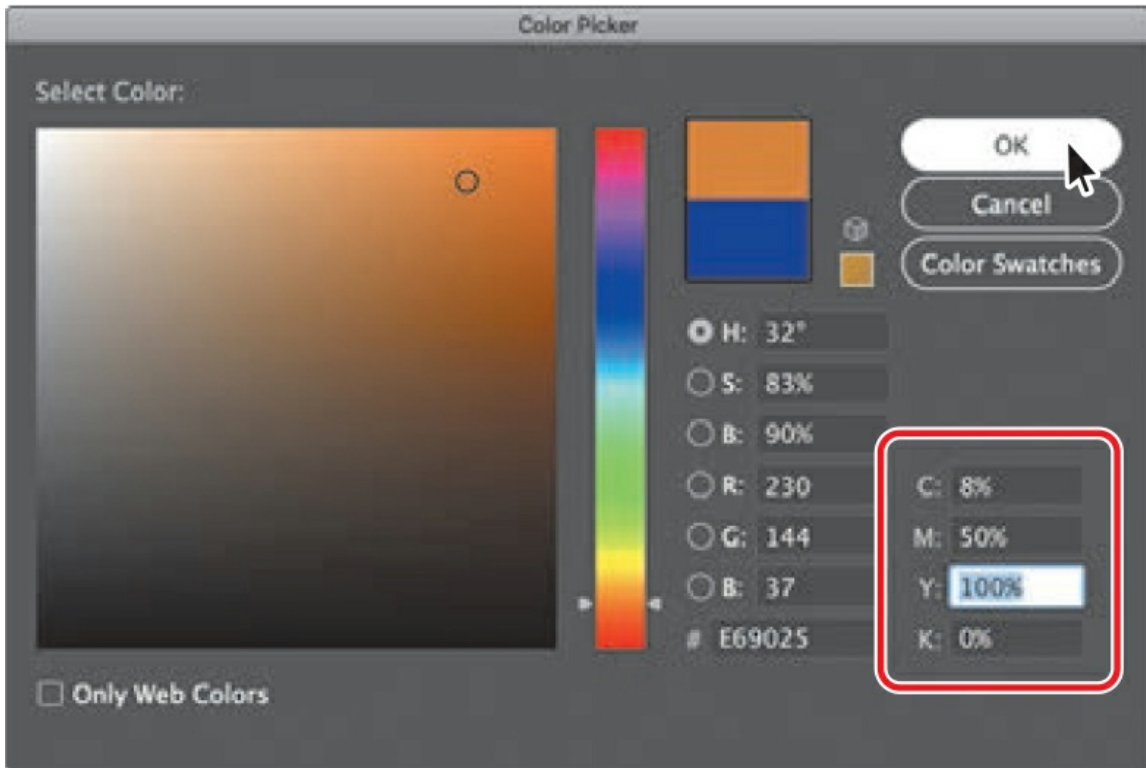 Color Picker
Select Color:
OK
Cancel
Color Swatches
H: 32°
S: 83%
B: 90%
R: 230
G: 144
B: 37
# E69025
C: 8%
M: 50%
Y: 100%
K: 0%
Only Web Colors